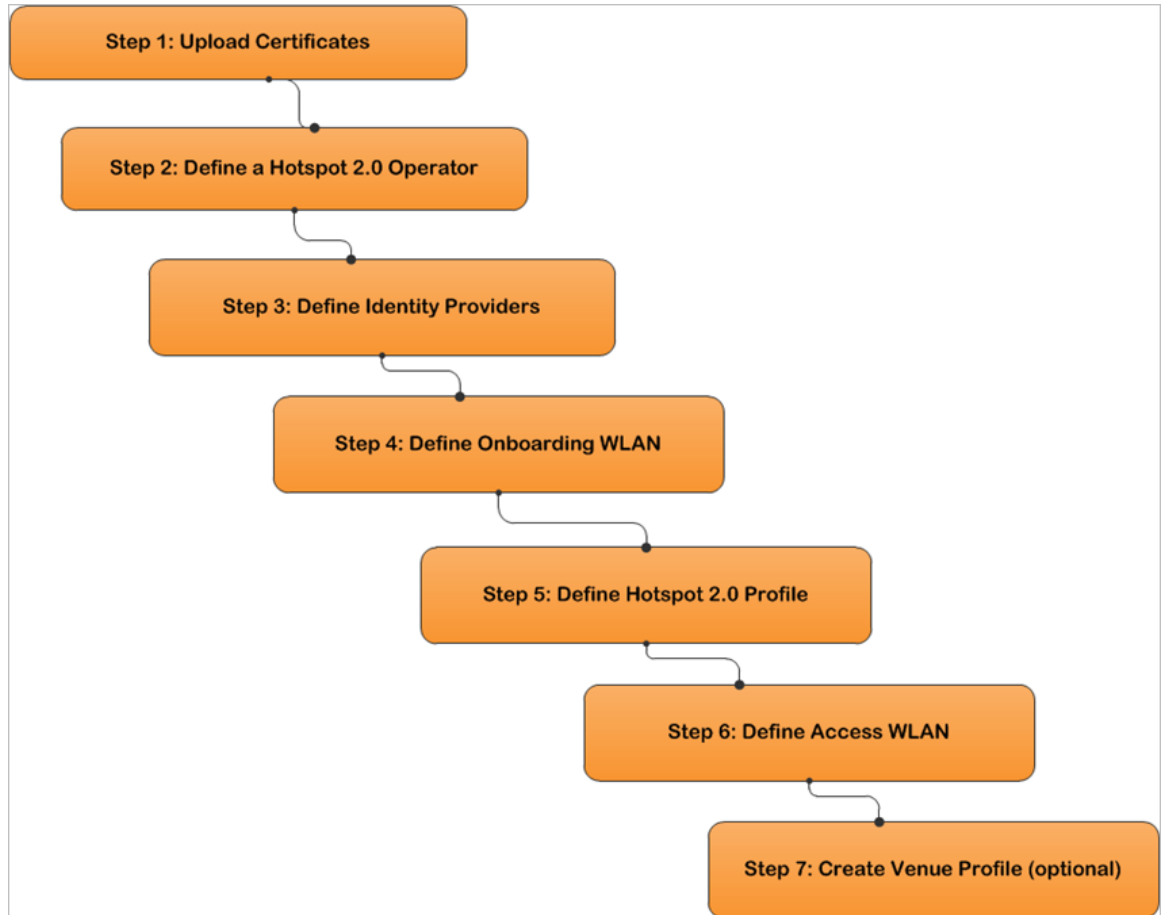 Step 1: Upload Certificates
Step 2: Define a Hotspot 2.0 Operator
Step 3: Define Identity Providers
Step 4: Define Onboarding WLAN
Step 5: Define Hotspot 2.0 Profile
Step 6: Define Access WLAN
Step 7: Create Venue Profile (optional)